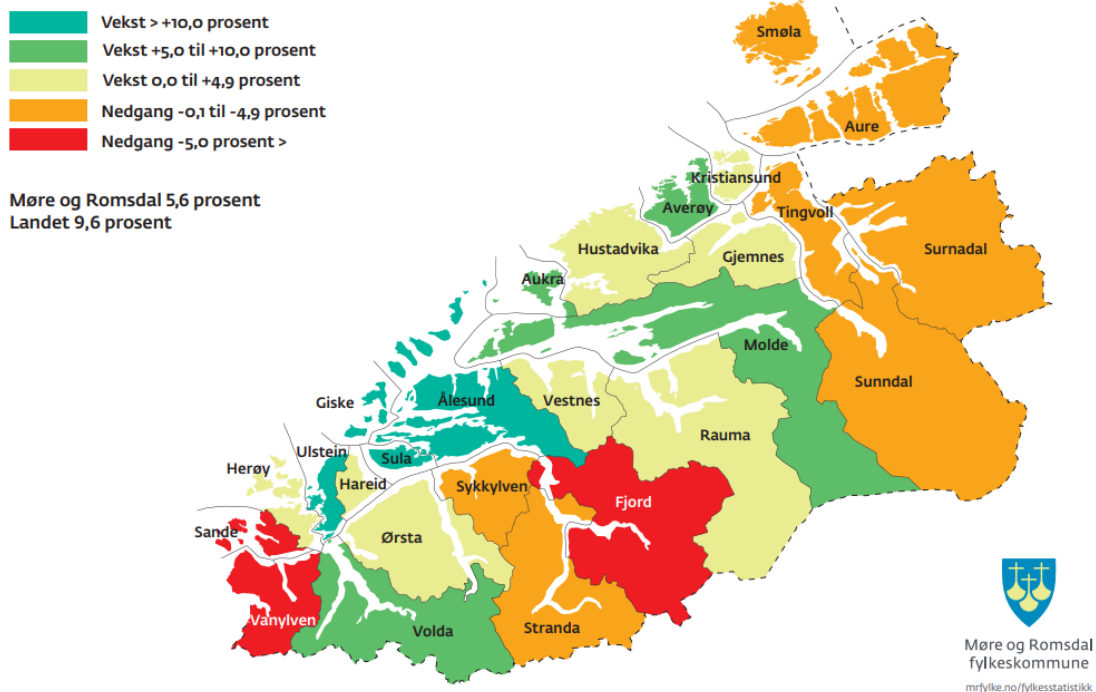 Vekst > +10,0 prosent
Vekst +5,0 til +10,0 prosent
Vekst 0,0 til +4,9 prosent
Nedgang -0,1 til -4,9 prosent
Nedgang -5,0 prosent >
Møre og Romsdal 5,6 prosent
Landet 9,6 prosent
Smøla
Aure
Kristiansund
Averøy
Tingvoll
Surnadal
Hustadvika
Gjemnes
Aukra
Molde
Sunndal
Ålesund
Vestnes
Giske
Rauma
Ulstein
Sula
Herøy
Hareid
Sykkylven
Fjord
Sande
Ørsta
Vanylven
Volda
Stranda
Møre og Romsdal
fylkeskommune
mrfylke.no/fylkesstatistikk